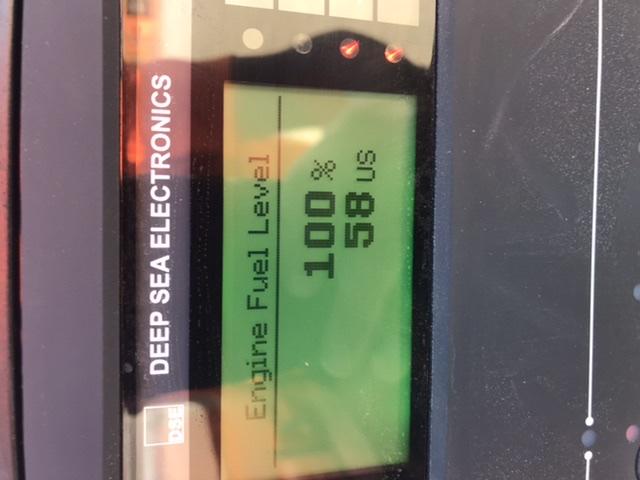 DSE
DEEP SEA ELECTRONICS
Engine Fuel Level
100 %
58 us